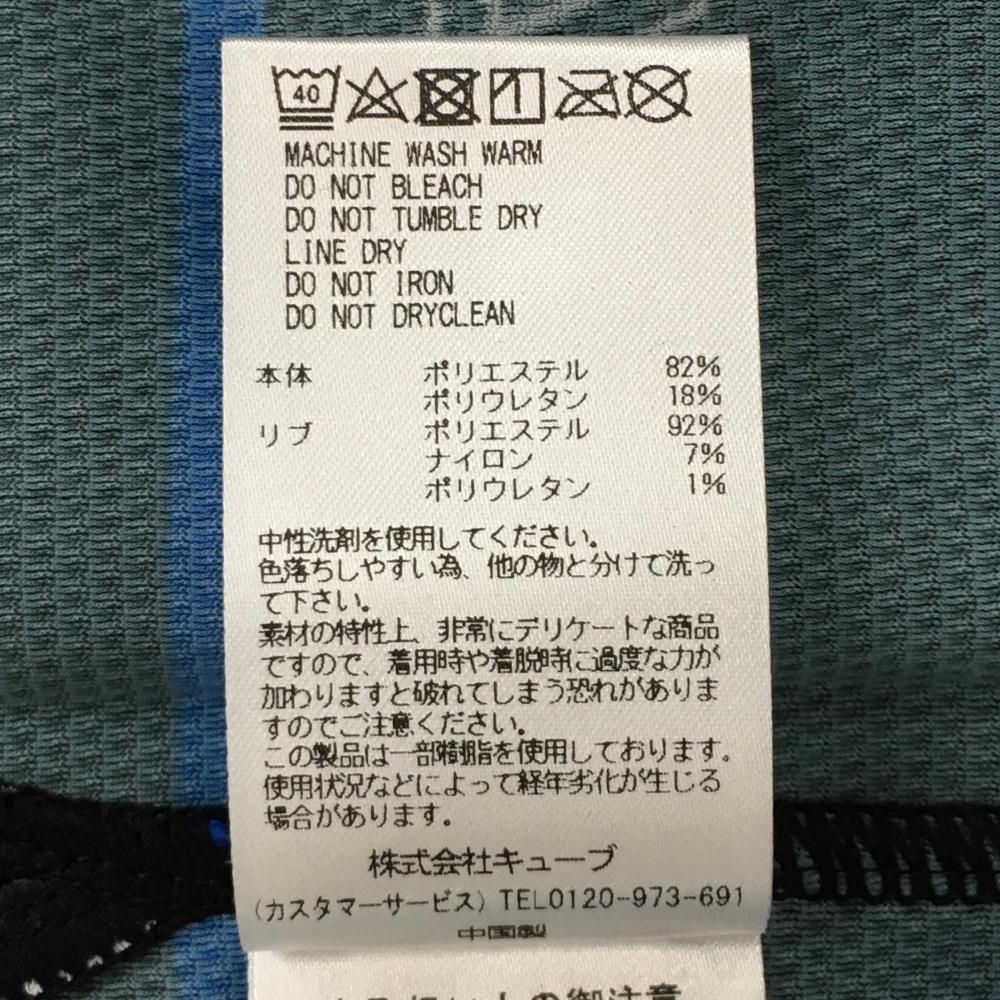 40
MACHINE WASH WARM
DO NOT BLEACH
DO NOT TUMBLE DRY
LINE DRY
DO NOT IRON
DO NOT DRYCLEAN
本体 ポリエステル 82%
ポリウレタン 18%
リブ ポリエステル 92%
ナイロン 7%
ポリウレタン 1%
中性洗剤を使用してください。
色落ちしやすい為、他の物と分けて洗っ
て下さい。
素材の特性上、非常にデリケートな商品
ですので、着用時や着脱時に過度な力が
加わりますと破れてしまう恐れがありま
すのでご注意ください。
この製品は一部樹脂を使用しております。
使用状況などによって経年劣化が生じる
場合があります。
株式会社キューブ
(カスタマーサービス) TEL0120-973-691
中国製
の御注意